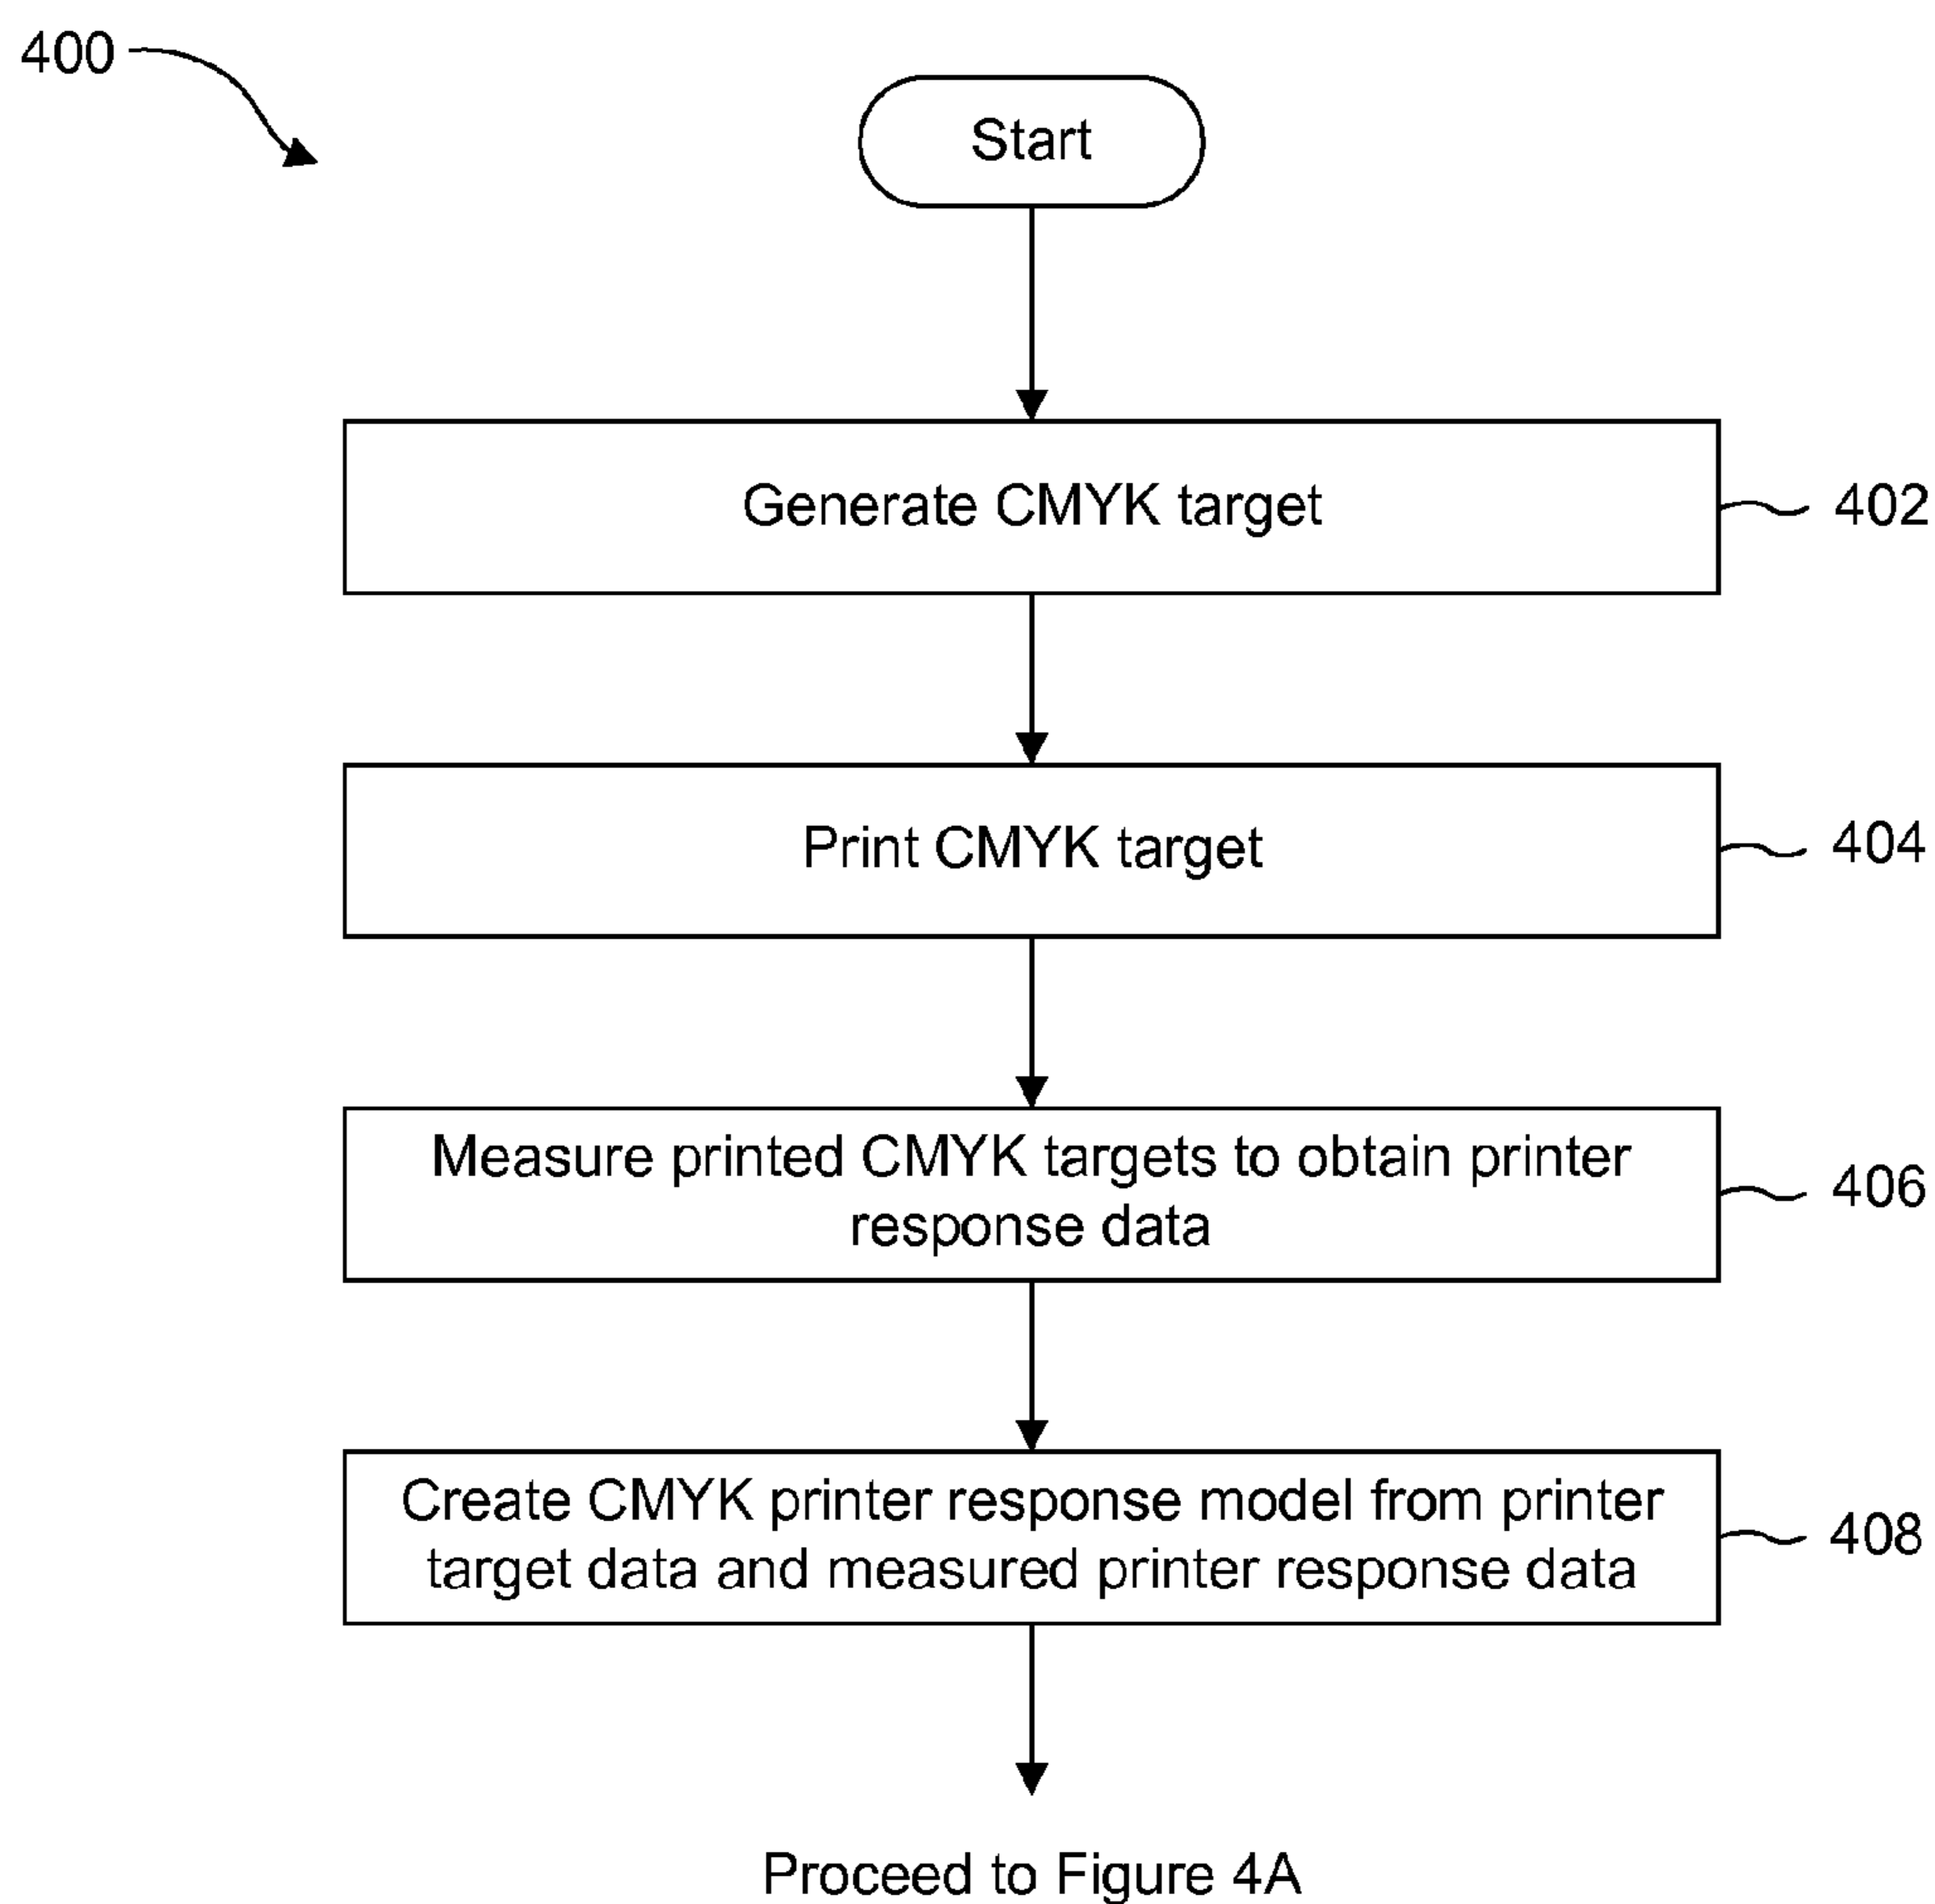 400
Start
Generate CMYK target
402
Print CMYK target
404
Measure printed CMYK targets to obtain printer
response data
406
Create CMYK printer response model from printer
target data and measured printer response data
408
Proceed to Figure 4A